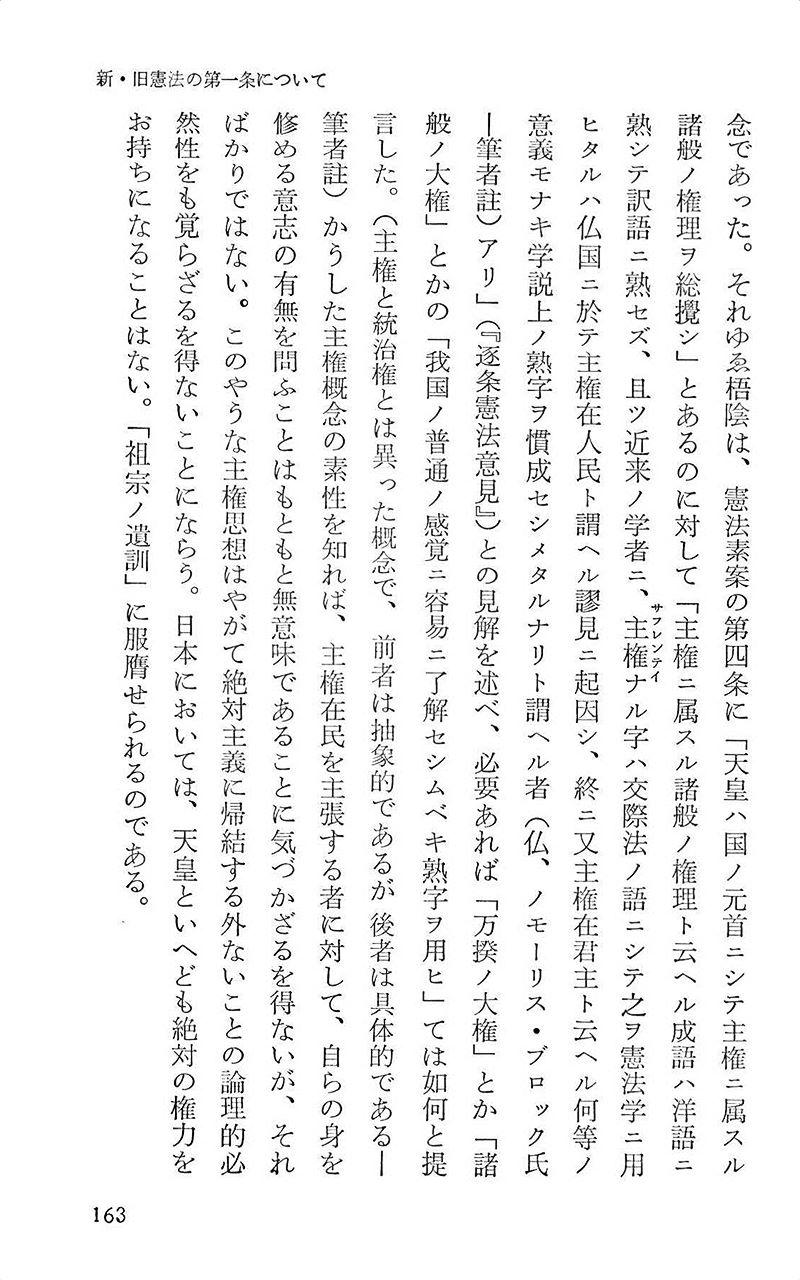 新・旧憲法の第一条について
念であった。それゆゑ梧陰は、憲法素案の第四条に「天皇ハ国ノ元首ニシテ主権ニ属スル
諸般ノ権理ヲ総攬シ」とあるのに対して「主権ニ属スル諸般ノ権理ト云ヘル成語ハ洋語ニ
熟シテ訳語ニ熟セズ、且ツ近来ノ学者ニ、主権サフレンテイナル字ハ交際法ノ語ニシテ之ヲ憲法学ニ用
ヒタルハ仏国ニ於テ主権在人民ト謂ヘル謬見ニ起因シ、終ニ又主権在君主ト云ヘル何等ノ
意義モナキ学説上ノ熟字ヲ慣成セシメタルナリト謂ヘル者（仏、ノモーリス・ブロック氏
―筆者註）アリ」（『逐条憲法意見』）との見解を述べ、必要あれば「万揆ノ大権」とか「諸
般ノ大権」とかの「我国ノ普通ノ感覚ニ容易ニ了解セシムベキ熟字ヲ用ヒ」ては如何と提
言した。（主権と統治権とは異った概念で、前者は抽象的であるが後者は具体的である―
筆者註）かうした主権概念の素性を知れば、主権在民を主張する者に対して、自らの身を
修める意志の有無を問ふことはもともと無意味であることに気づかざるを得ないが、それ
ばかりではない。このやうな主権思想はやがて絶対主義に帰結する外ないことの論理的必
然性をも覚らざるを得ないことにならう。日本においては、天皇といへども絶対の権力を
お持ちになることはない。「祖宗ノ遺訓」に服膺せられるのである。
163